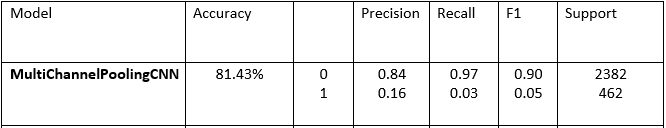 Model Accuracy Precision Recall F1 Support
MultiChannelPoolingCNN 81.43% 0 0.84 0.97 0.90 2382
1 0.16 0.03 0.05 462